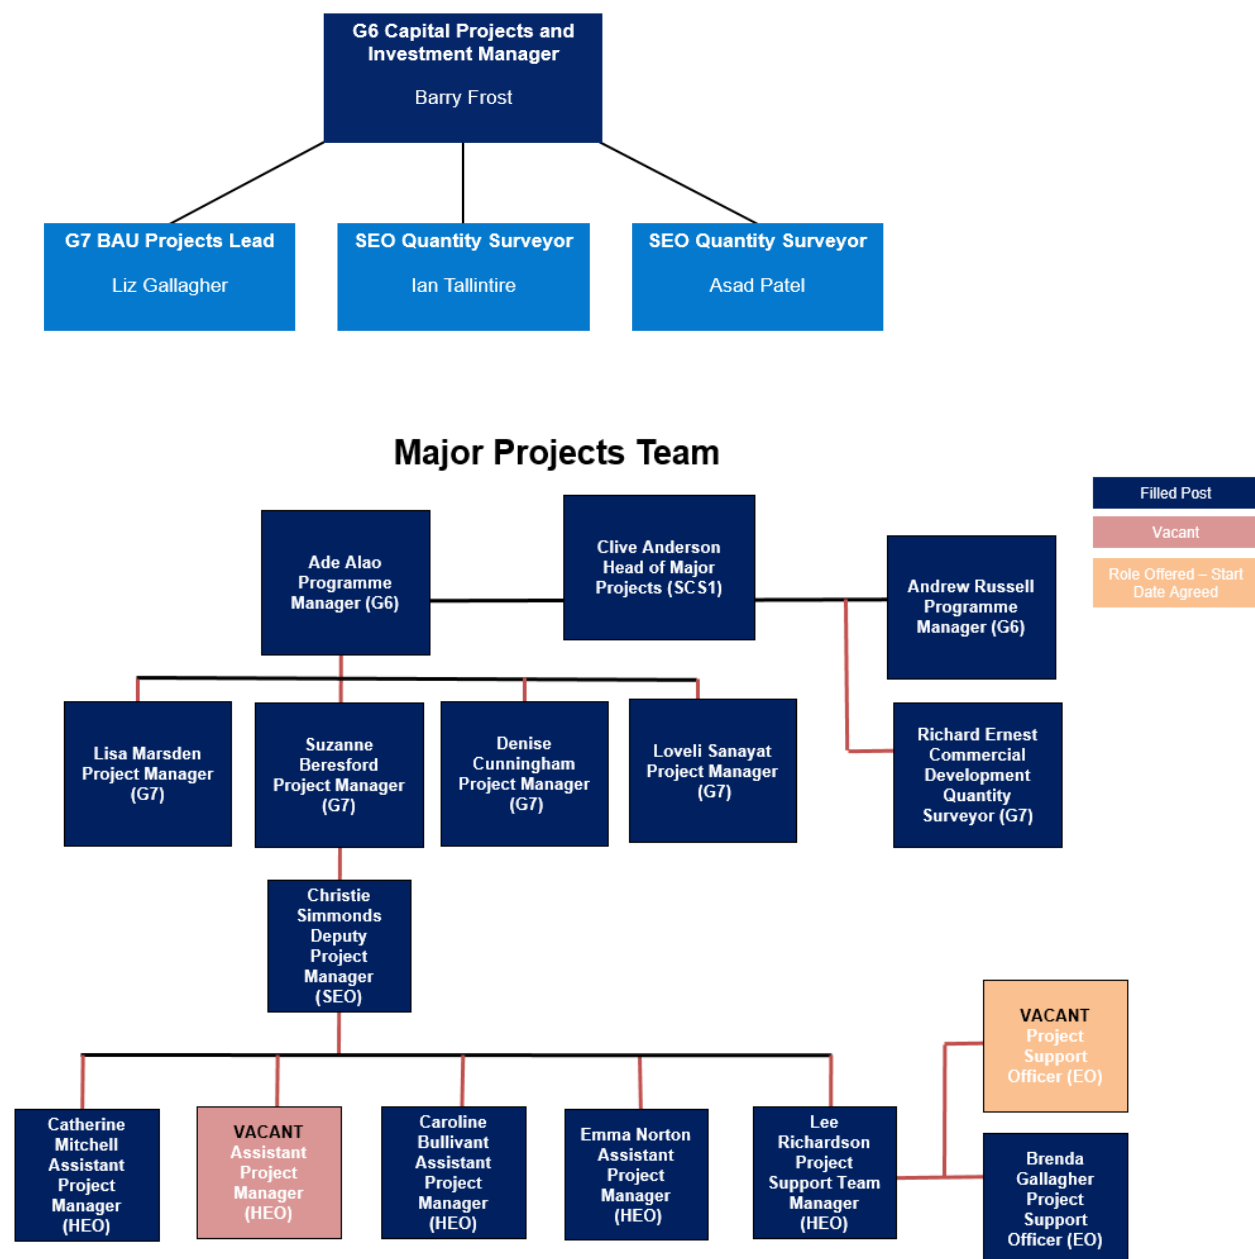 G6 Capital Projects and
Investment Manager
Barry Frost
G7 BAU Projects Lead
Liz Gallagher
SEO Quantity Surveyor
Ian Tallintire
SEO Quantity Surveyor
Asad Patel
Major Projects Team
Filled Post
Vacant
Role Offered – Start
Date Agreed
Ade Alao
Programme
Manager (G6)
Clive Anderson
Head of Major
Projects (SCS1)
Andrew Russell
Programme
Manager (G6)
Lisa Marsden
Project Manager
(G7)
Suzanne
Beresford
Project Manager
(G7)
Denise
Cunningham
Project Manager
(G7)
Loveli Sanayat
Project Manager
(G7)
Richard Ernest
Commercial
Development
Quantity
Surveyor (G7)
Christie
Simmonds
Deputy
Project
Manager
(SEO)
VACANT
Project
Support
Officer (EO)
Catherine
Mitchell
Assistant
Project
Manager
(HEO)
VACANT
Assistant
Project
Manager
(HEO)
Caroline
Bullivant
Assistant
Project
Manager
(HEO)
Emma Norton
Assistant
Project
Manager
(HEO)
Lee
Richardson
Project
Support Team
Manager
(HEO)
Brenda
Gallagher
Project
Support
Officer (EO)